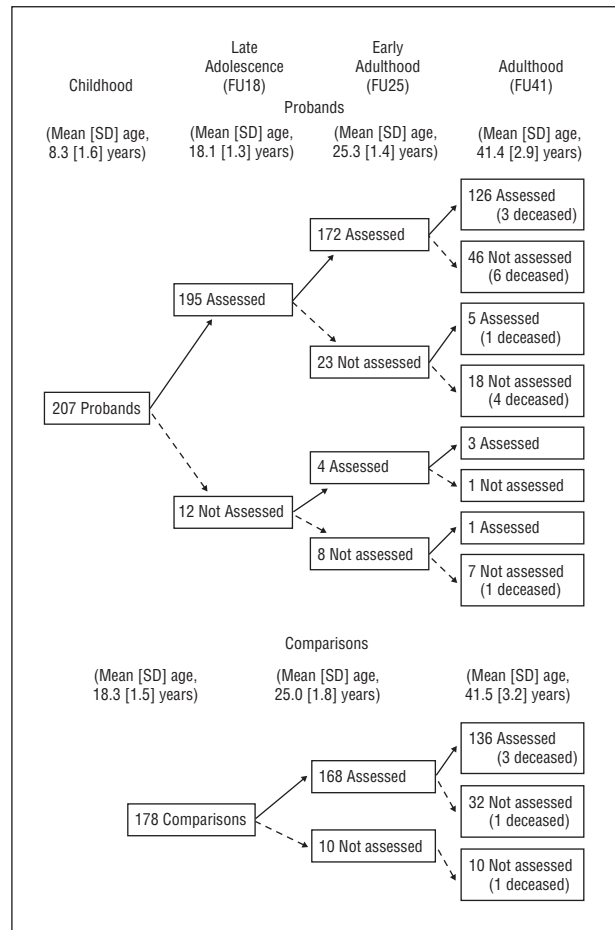 Childhood
Late
Adolescence
(FU18)
Early
Adulthood
(FU25)
Adulthood
(FU41)
Probands
(Mean [SD] age,
8.3 [1.6] years)
(Mean [SD] age,
18.1 [1.3] years)
(Mean [SD] age,
25.3 [1.4] years)
(Mean [SD] age,
41.4 [2.9] years)
207 Probands
195 Assessed
12 Not Assessed
172 Assessed
23 Not assessed
4 Assessed
8 Not assessed
126 Assessed
(3 deceased)
46 Not assessed
(6 deceased)
5 Assessed
(1 deceased)
18 Not assessed
(4 deceased)
3 Assessed
1 Not assessed
1 Assessed
7 Not assessed
(1 deceased)
Comparisons
(Mean [SD] age,
18.3 [1.5] years)
(Mean [SD] age,
25.0 [1.8] years)
(Mean [SD] age,
41.5 [3.2] years)
178 Comparisons
168 Assessed
10 Not assessed
136 Assessed
(3 deceased)
32 Not assessed
(1 deceased)
10 Not assessed
(1 deceased)